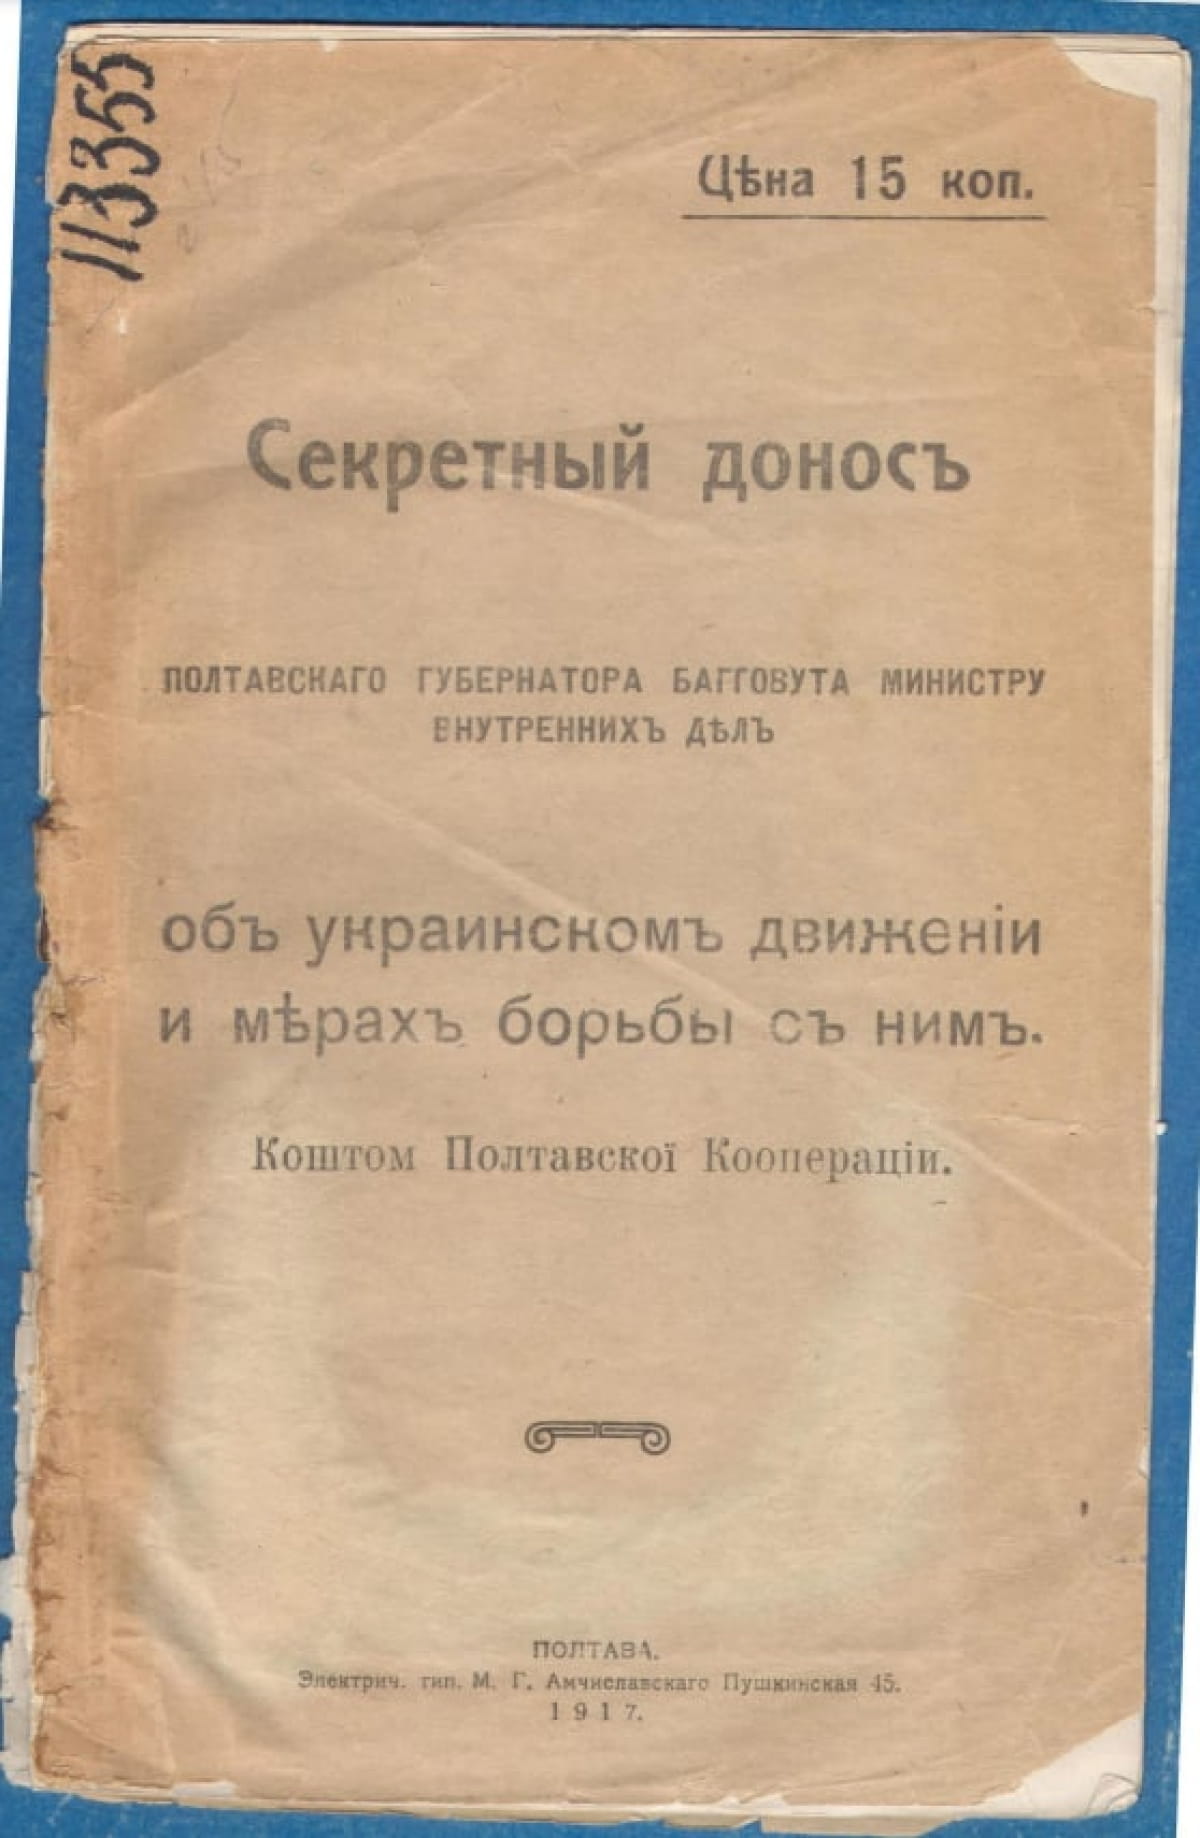 113355
Цѣна 15 коп.
Секретный доносъ
ПОЛТАВСКАГО ГУБЕРНАТОРА БАГГОВУТА МИНИСТРУ
ВНУТРЕННИХЪ ДѢЛЪ
объ украинскомъ движеніи
и мѣрахъ борьбы съ нимъ.
Коштом Полтавскої Кооперації.
ПОЛТАВА.
Электрич. тип. М. Г. Амчиславскаго Пушкинская 45.
1917.